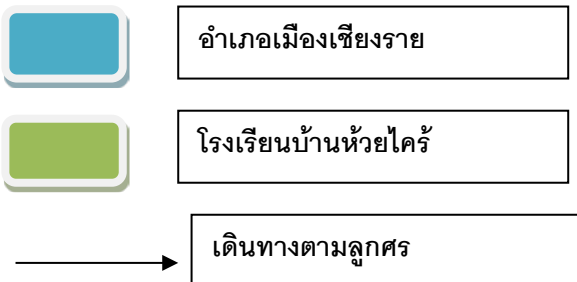 อำเภอเมืองเชียงราย
โรงเรียนบ้านห้วยไคร้
เดินทางตามลูกศร